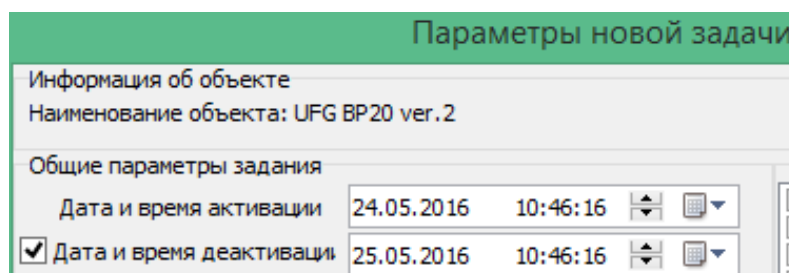 Параметры новой задачи
Информация об объекте
Наименование объекта: UFG BP20 ver.2
Общие параметры задания
Дата и время активации 24.05.2016 10:46:16
Дата и время деактивации 25.05.2016 10:46:16